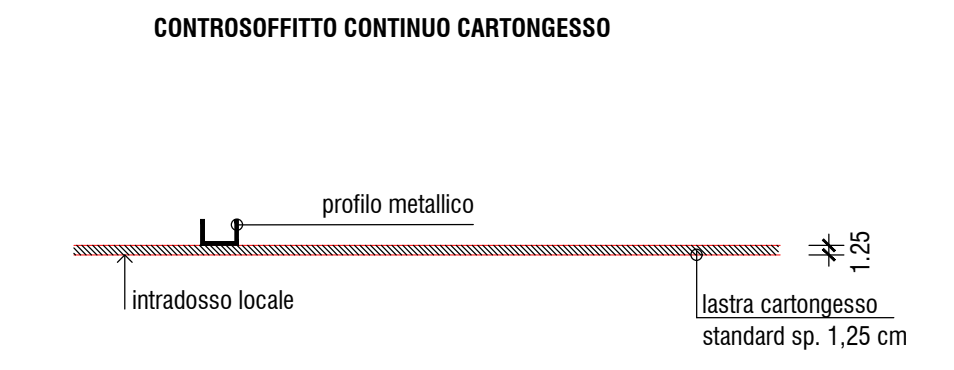 CONTROSOFFITTO CONTINUO CARTONGESSO
profilo metallico
1.25
intradosso locale
lastra cartongesso
standard sp. 1,25 cm